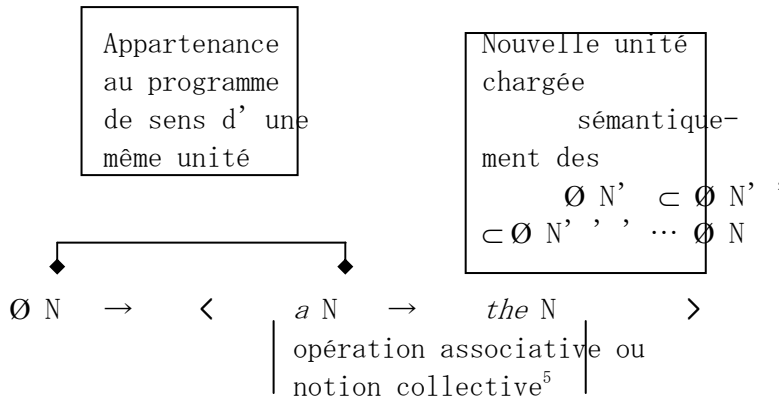 Appartenance
au programme
de sens d’une
même unité
Nouvelle unité
chargée
sémantique-
ment des
Ø N’ ⊂ Ø N’’
⊂ Ø N’’’ … Ø N
Ø N → < a N → the N >
opération associative ou
notion collective⁵